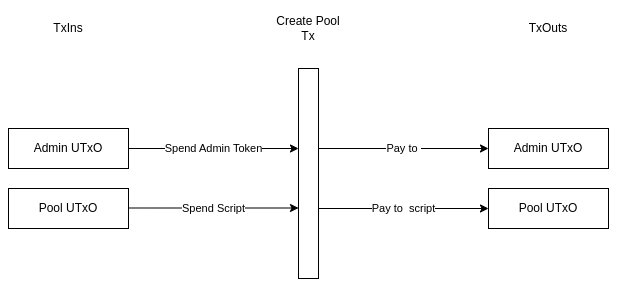 TxIns
Create Pool
Tx
TxOuts
Admin UTxO
Spend Admin Token
Pay to
Admin UTxO
Pool UTxO
Spend Script
Pay to  script
Pool UTxO